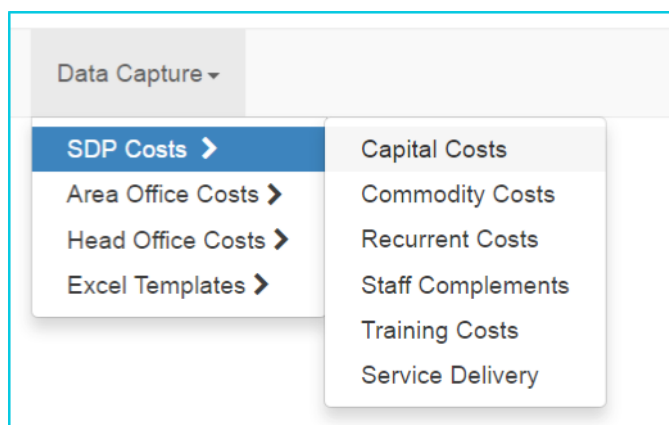 Data Capture
SDP Costs
Area Office Costs
Head Office Costs
Excel Templates
Capital Costs
Commodity Costs
Recurrent Costs
Staff Complements
Training Costs
Service Delivery